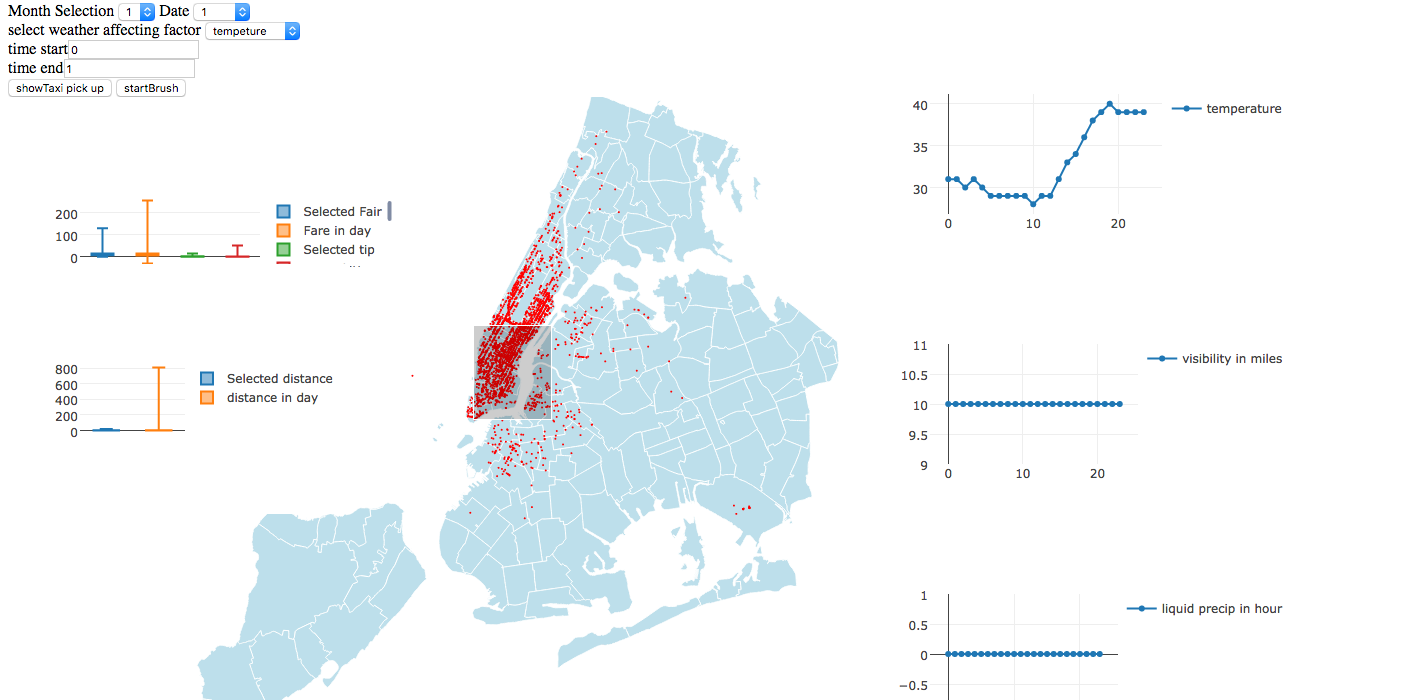 Month Selection 1 Date 1
select weather affecting factor tempeture
time start 0
time end 1
showTaxi pick up startBrush
40
35
30
0 10 20
temperature
200
100
0
Selected Fair
Fare in day
Selected tip
800
600
400
200
0
Selected distance
distance in day
11
10.5
10
9.5
9
0 10 20
visibility in miles
1
0.5
0
−0.5
liquid precip in hour